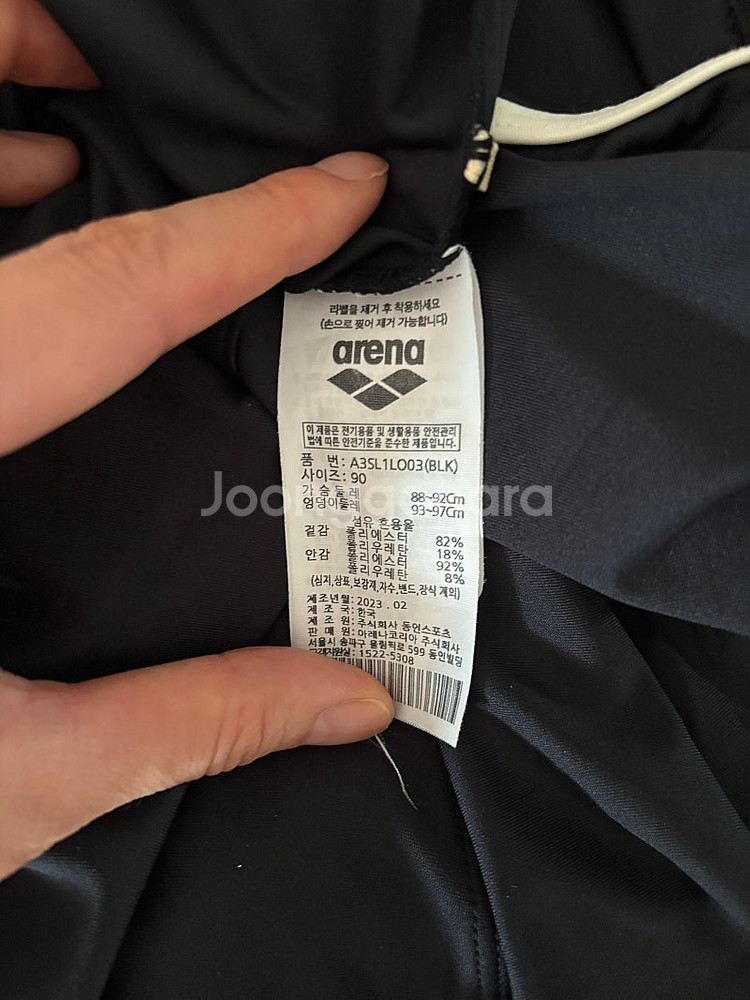 라벨을 제거 후 착용하세요
(손으로 찢어 제거 가능합니다)
arena
이 제품은 전기용품 및 생활용품 안전관리
법에 따른 안전기준을 준수한 제품입니다.
품 번: A3SL1LO03(BLK)
사이즈: 90
가슴둘레 88~92Cm
엉덩이둘레 93~97Cm
섬유 혼용율
겉감 폴리에스터 82%
폴리우레탄 18%
안감 폴리에스터 92%
폴리우레탄 8%
(심지,상표,보강제,자수,밴드,장식 제외)
제조년월: 2023 . 02
제 조 국: 한국
제 조 원: 주식회사 동인스포츠
판 매 원: 아레나코리아 주식회사
서울시 송파구 올림픽로 599 동인빌딩
고객지원실: 1522-5308